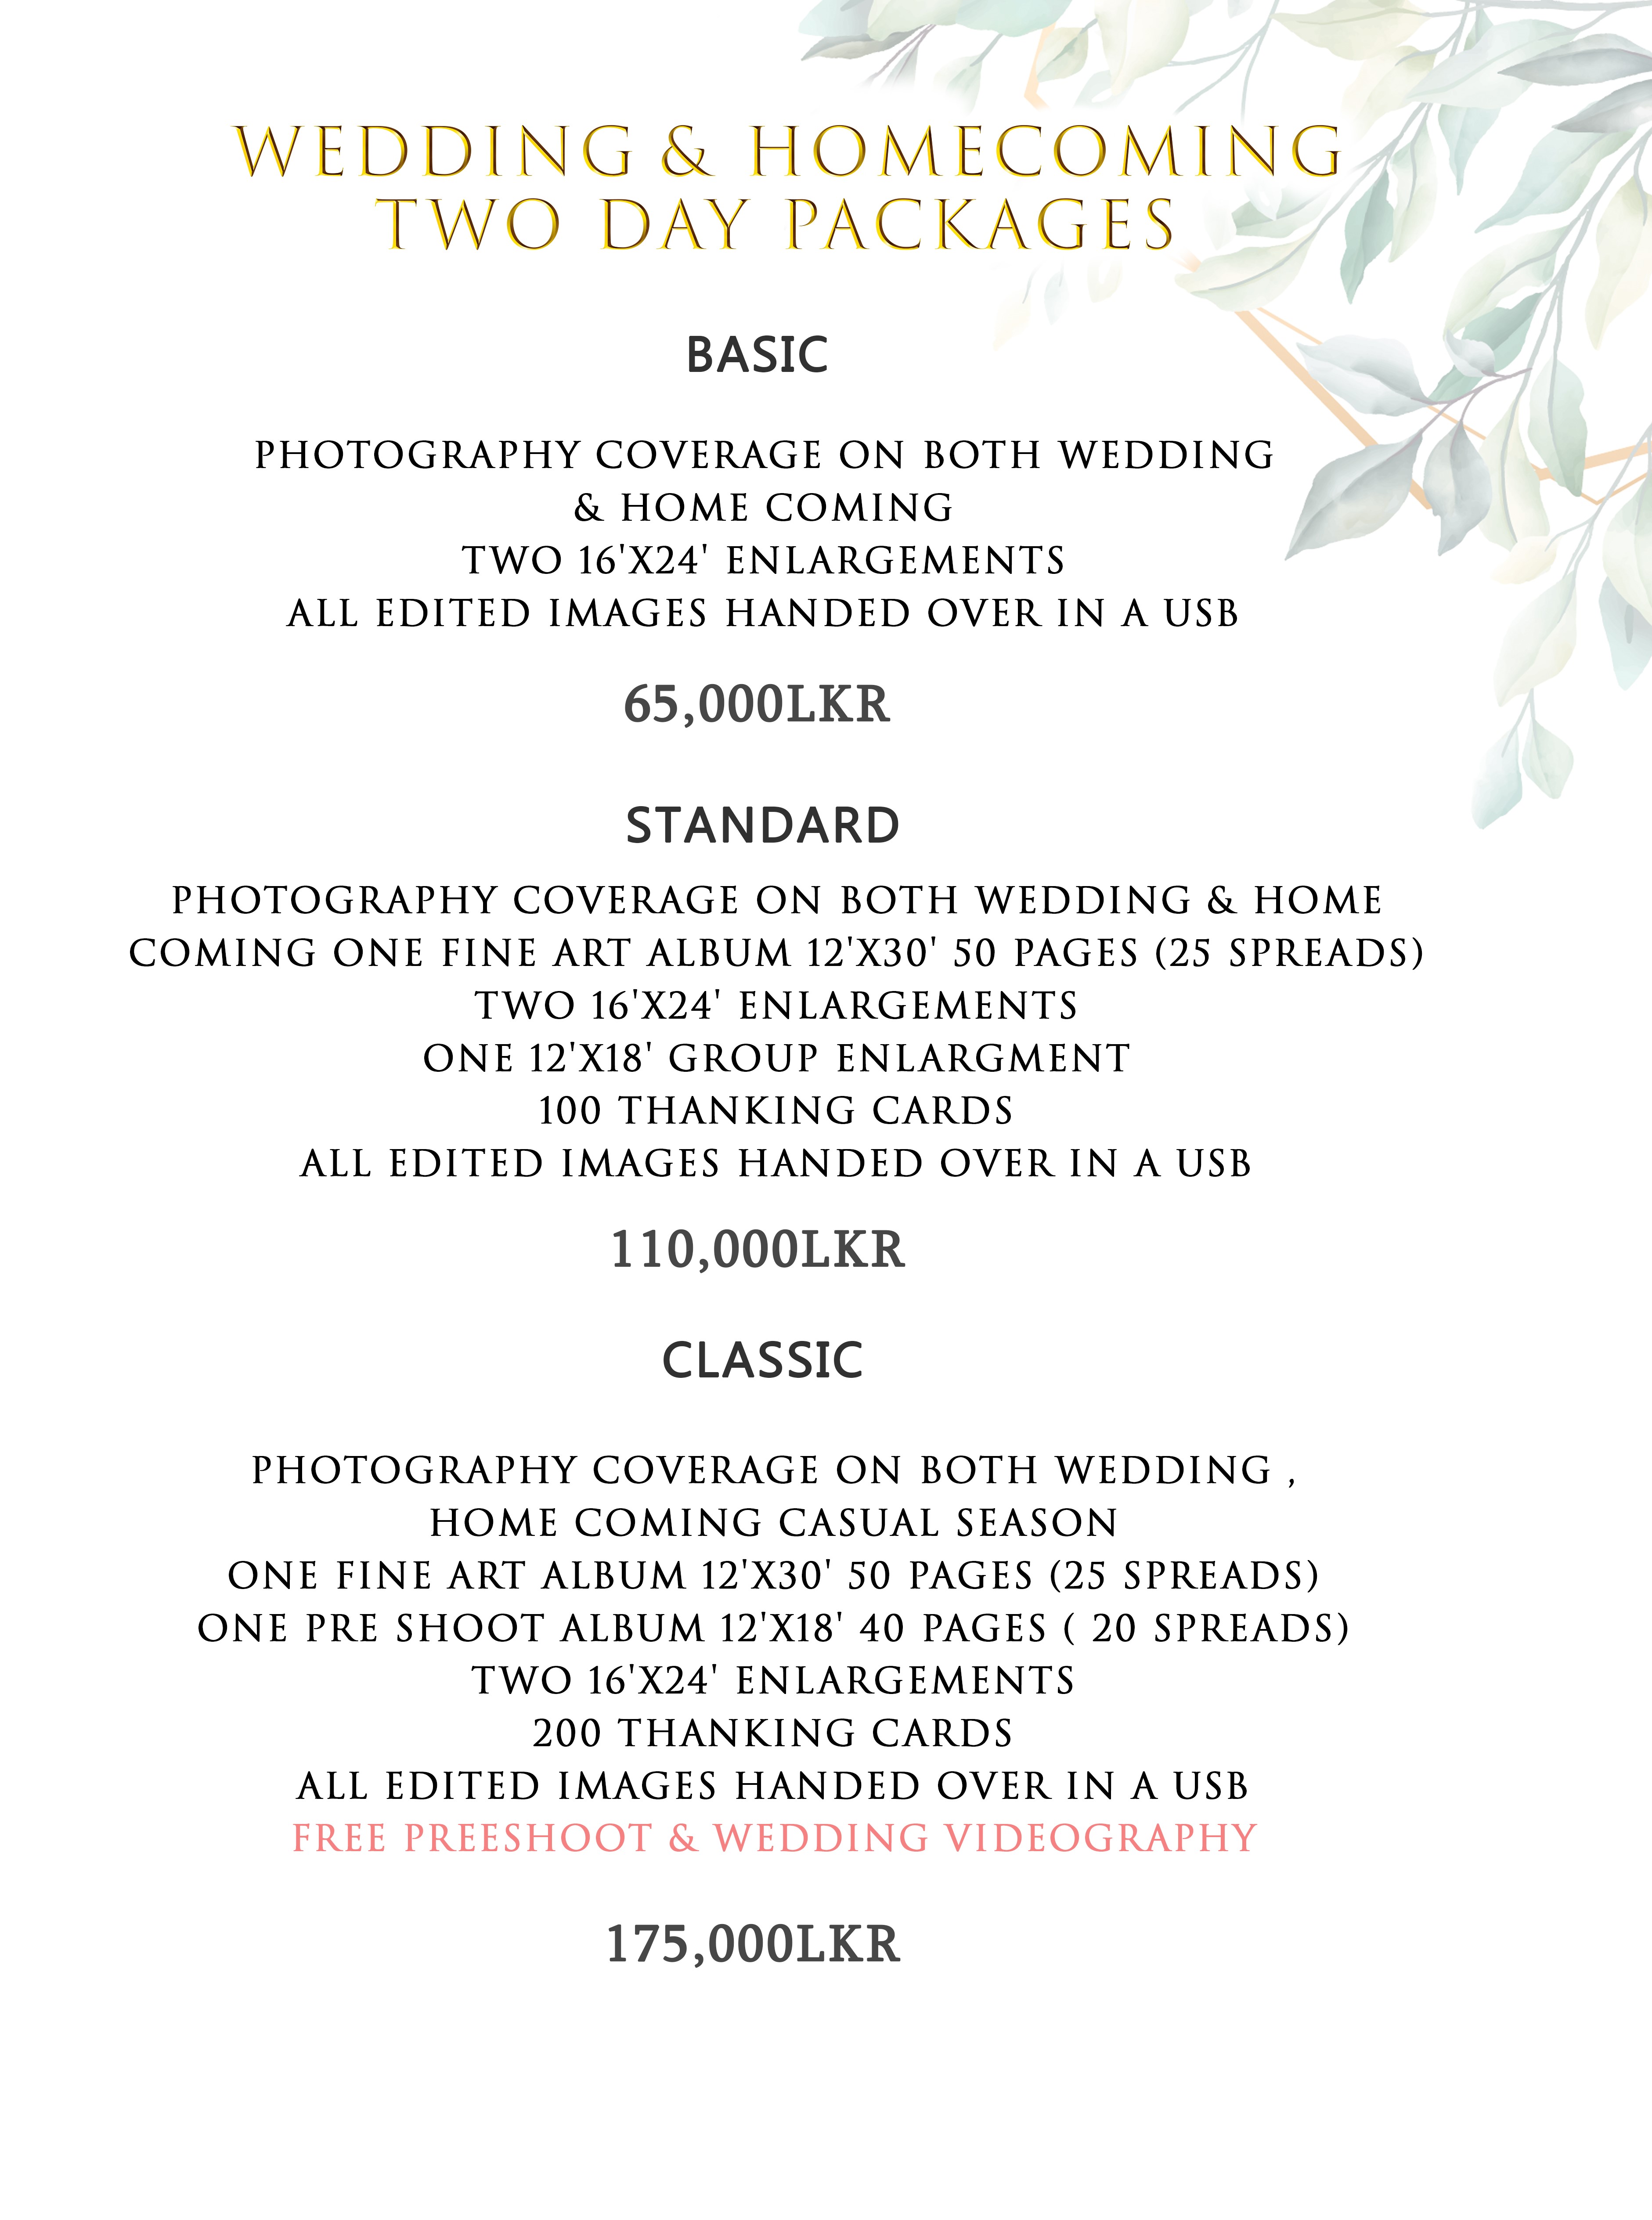 WEDDING & HOMECOMING
TWO DAY PACKAGES
BASIC
PHOTOGRAPHY COVERAGE ON BOTH WEDDING
& HOME COMING
TWO 16'X24' ENLARGEMENTS
ALL EDITED IMAGES HANDED OVER IN A USB
65,000LKR
STANDARD
PHOTOGRAPHY COVERAGE ON BOTH WEDDING & HOME
COMING ONE FINE ART ALBUM 12'X30' 50 PAGES (25 SPREADS)
TWO 16'X24' ENLARGEMENTS
ONE 12'X18' GROUP ENLARGMENT
100 THANKING CARDS
ALL EDITED IMAGES HANDED OVER IN A USB
110,000LKR
CLASSIC
PHOTOGRAPHY COVERAGE ON BOTH WEDDING ,
HOME COMING CASUAL SEASON
ONE FINE ART ALBUM 12'X30' 50 PAGES (25 SPREADS)
ONE PRE SHOOT ALBUM 12'X18' 40 PAGES ( 20 SPREADS)
TWO 16'X24' ENLARGEMENTS
200 THANKING CARDS
ALL EDITED IMAGES HANDED OVER IN A USB
FREE PREESHOOT & WEDDING VIDEOGRAPHY
175,000LKR